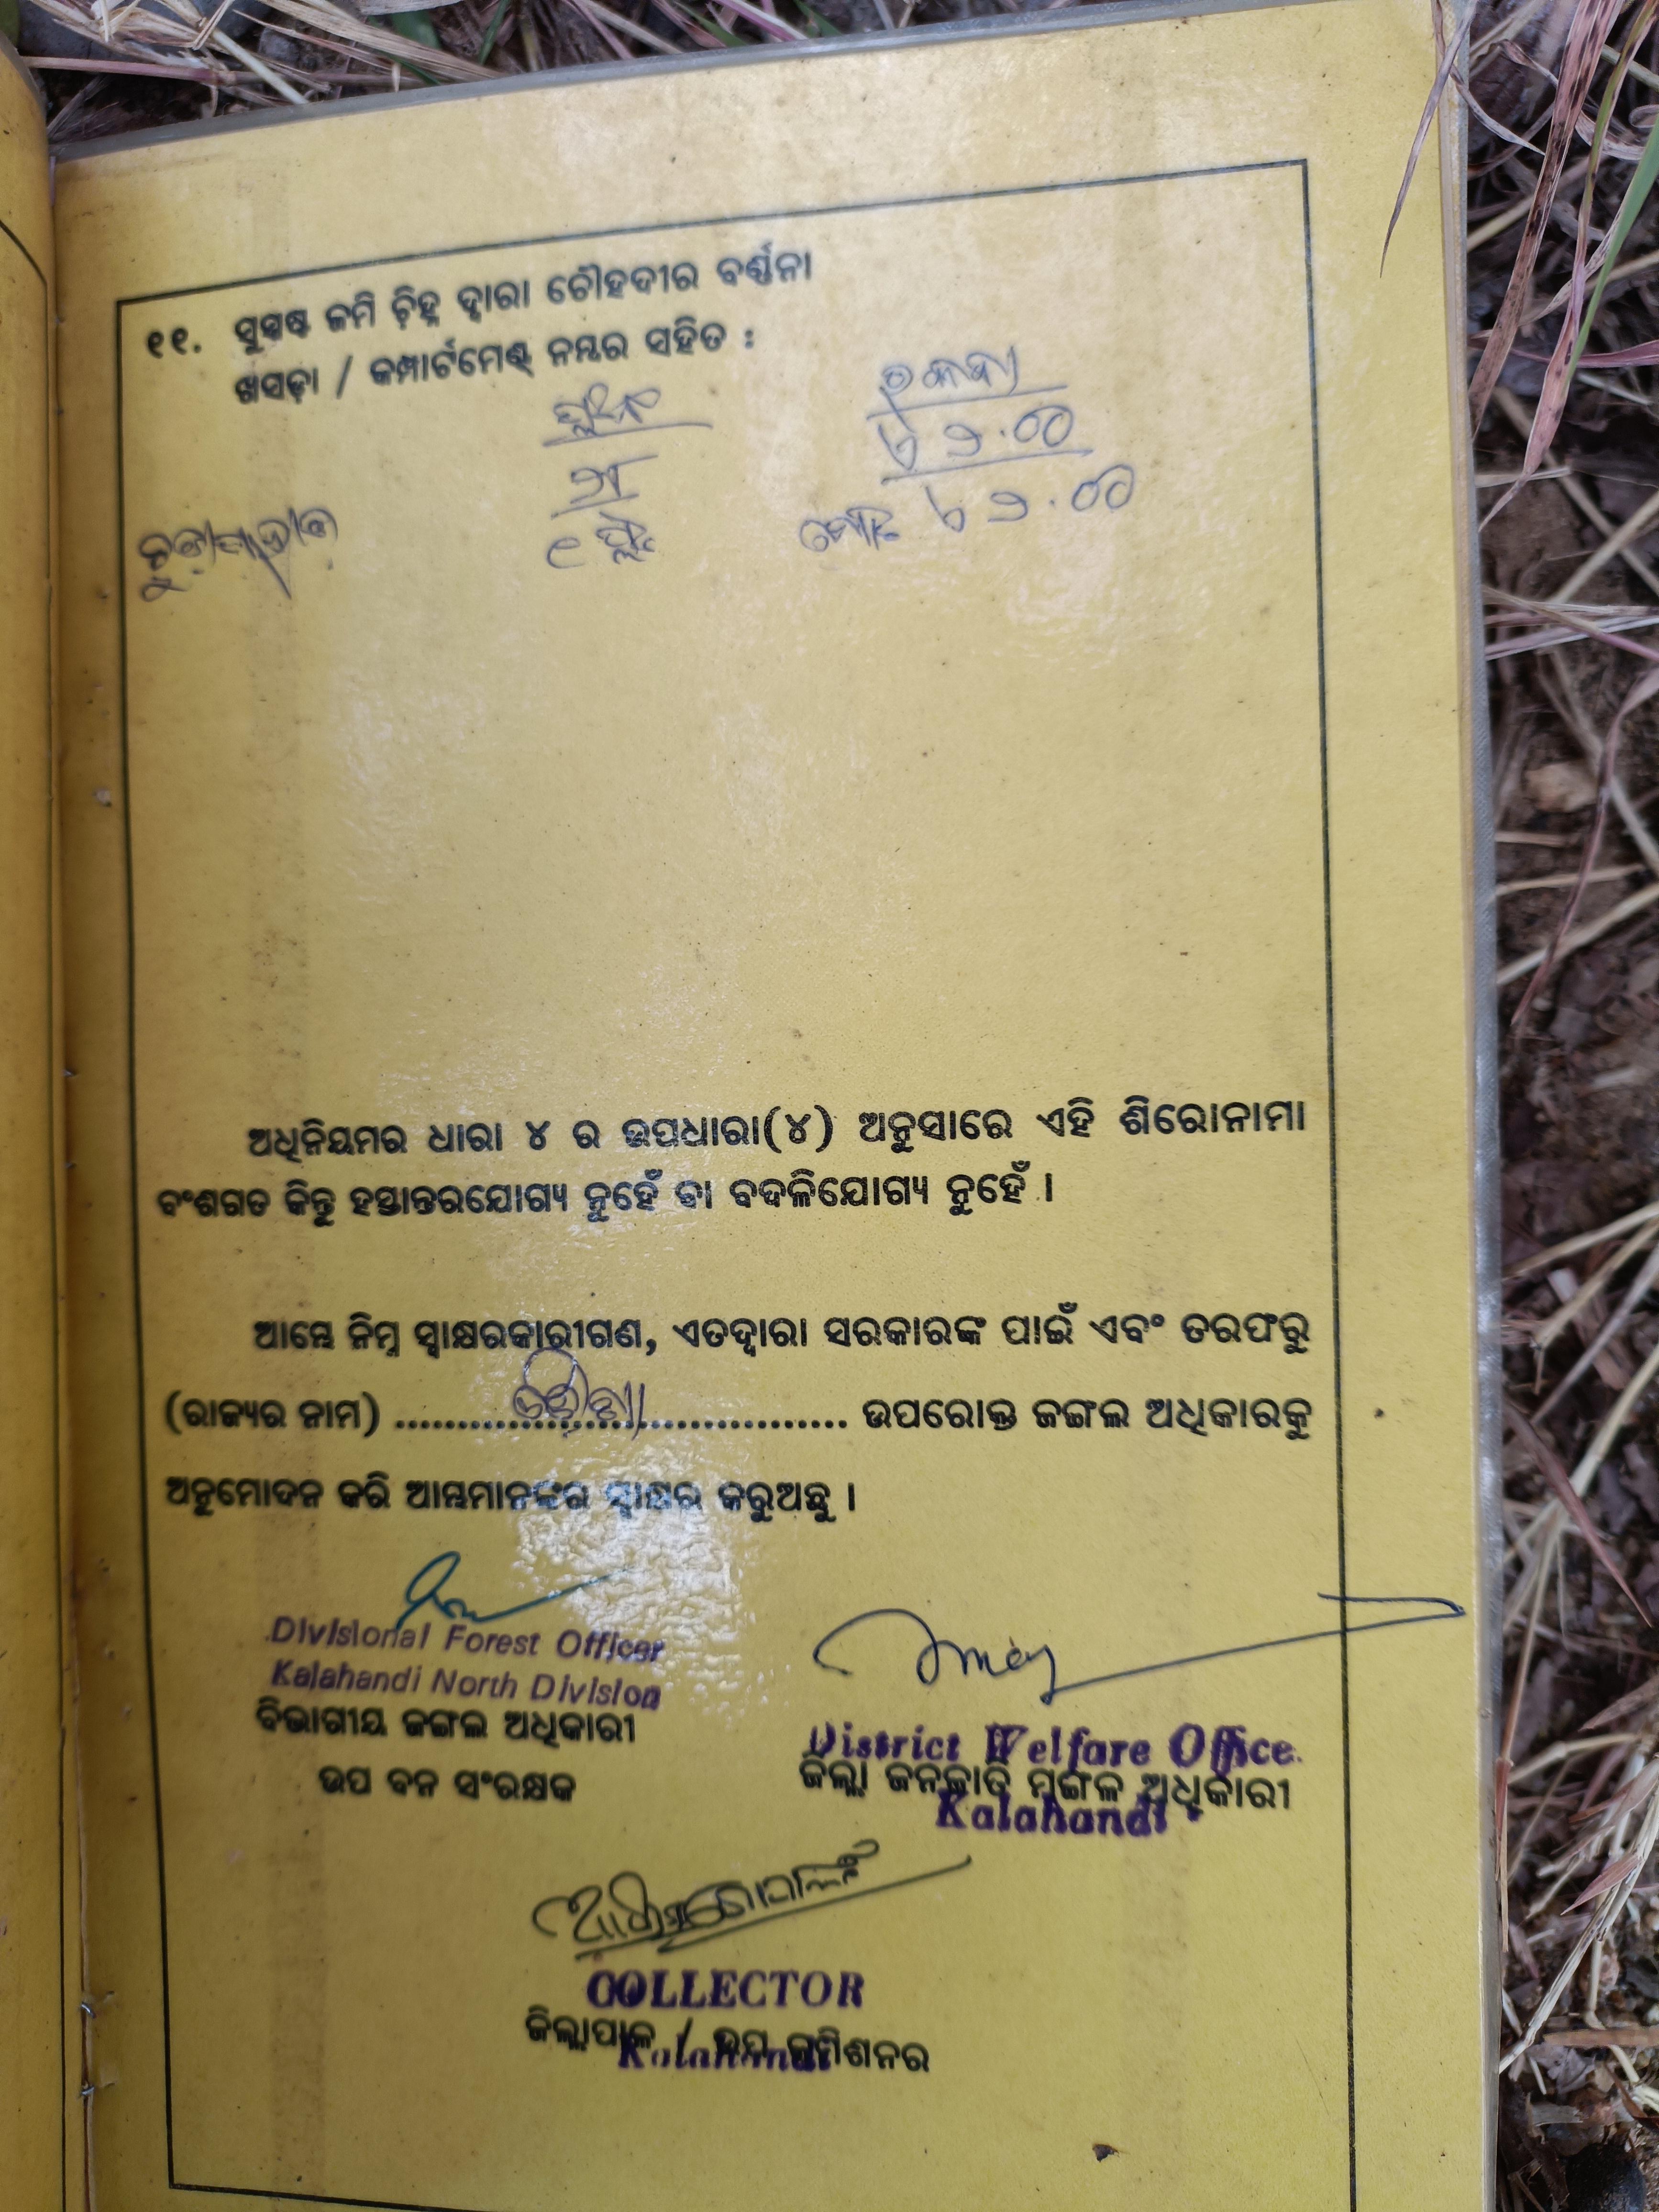 ୧୧. ସୁସ୍ପଷ୍ଟ ଜମି ଚ଼ିହ୍ନ ଦ୍ୱାରା ଚୌହଦୀର ବର୍ଣ୍ଣନା
ଖସଡ଼ା / କମ୍ପାର୍ଟମେଣ୍ଟ ନମ୍ବର ସହିତ :
ରକବା
୪ ର
ଅଧିନିୟମର ଧାରା ୪ ର ଉପଧାରା(୪) ଅନୁସାରେ ଏହି ଶିରୋନାମା
ବଂଶଗତ କିନ୍ତୁ ହସ୍ତାନ୍ତରଯୋଗ୍ୟ ନୁହେଁ ବା ବଦଳିଯୋଗ୍ୟ ନୁହେଁ ।
ଆମ୍ଭେ ନିମ୍ନ ସ୍ୱାକ୍ଷରକାରୀଗଣ, ଏତଦ୍ୱାରା ସରକାରଙ୍କ ପାଇଁ ଏବଂ ତରଫରୁ
(ରାଜ୍ୟର ନାମ) ..........ଓଡ଼ିଶା.......... ଉପରୋକ୍ତ ଜଙ୍ଗଲ ଅଧିକାରକୁ
ଅନୁମୋଦନ କରି ଆମ୍ଭମାନଙ୍କର ସ୍ୱାକ୍ଷର କରୁଅଛୁ ।
Divisional Forest Officer
Kalahandi North Division
ବିଭାଗୀୟ ଜଙ୍ଗଲ ଅଧିକାରୀ
ଉପ ବନ ସଂରକ୍ଷକ
District Welfare Office
ଜିଲ୍ଲା ଜନଜାତି ମଙ୍ଗଳ ଅଧିକାରୀ
Kalahandi
COLLECTOR
ଜିଲ୍ଲାପାଳ / ଉପ କମିଶନର
Kalahandi